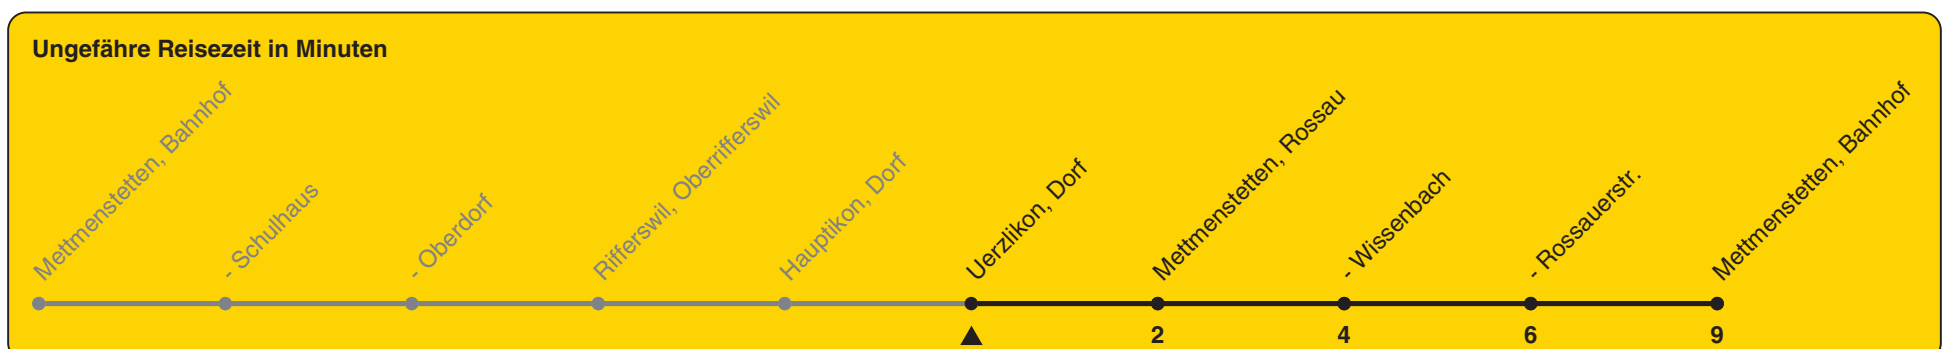 Ungefähre Reisezeit in Minuten
Mettmenstetten, Bahnhof
- Schulhaus
- Oberdorf
Rifferswil, Oberrifferswil
Hauptikon, Dorf
Uerzlikon, Dorf
Mettmenstetten, Rossau
- Wissenbach
- Rossauerstr.
Mettmenstetten, Bahnhof
2 4 6 9